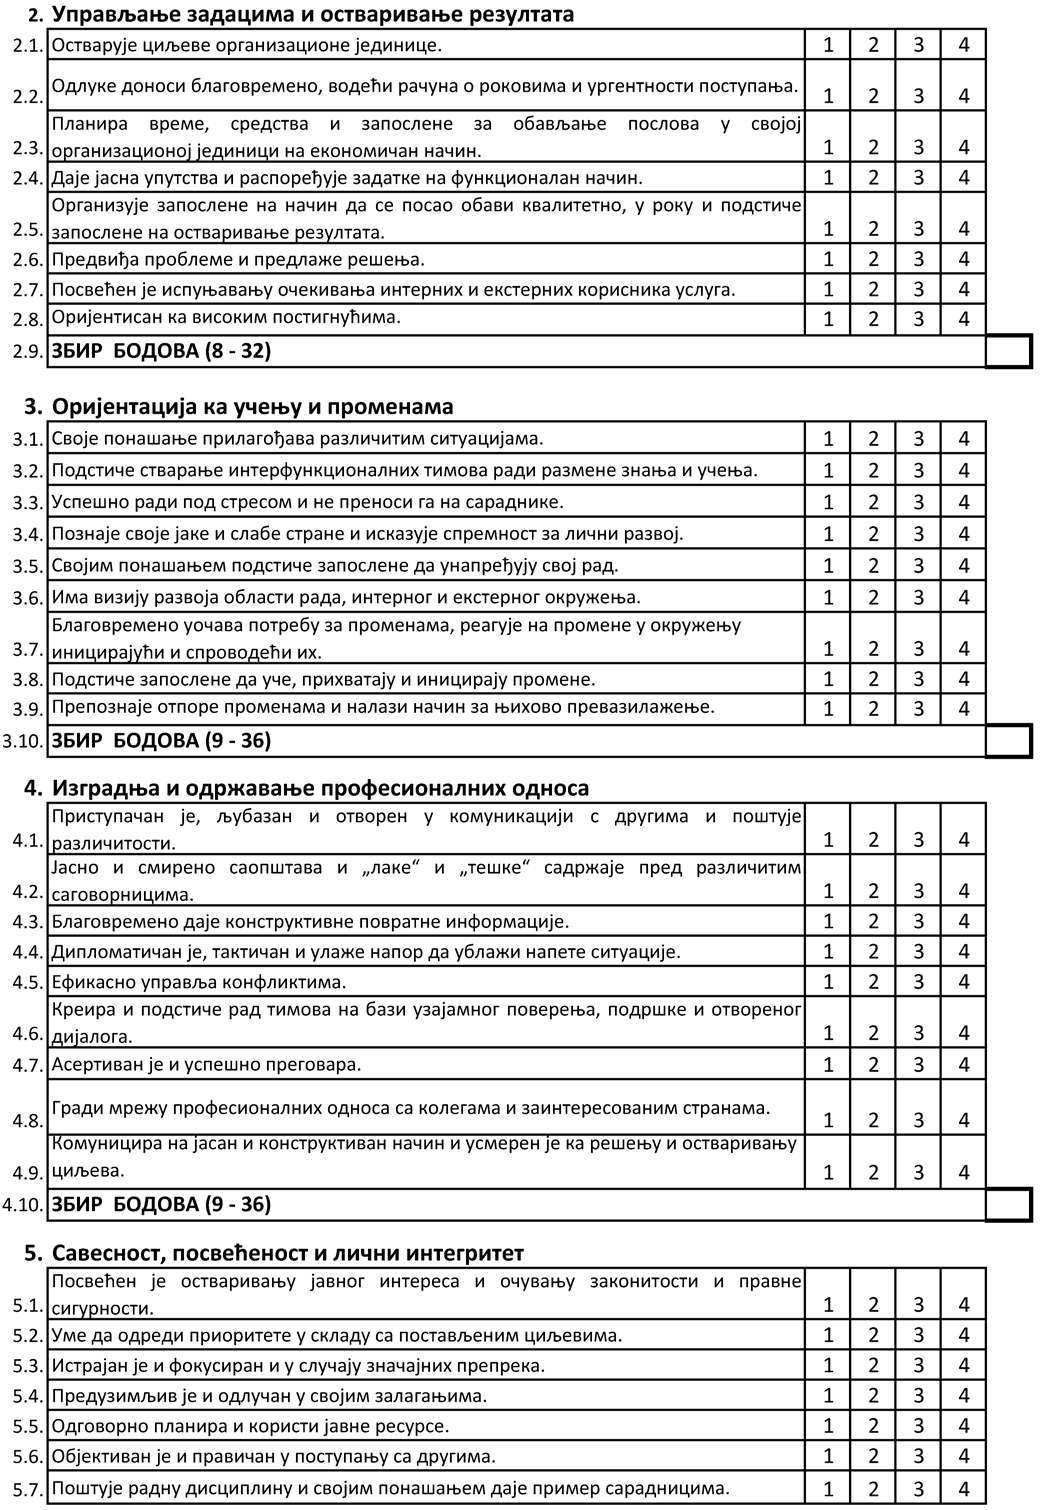 2. Управљање задацима и остваривање резултата
2.1. Остварује циљеве организационе јединице. 1 2 3 4
2.2. Одлуке доноси благовремено, водећи рачуна о роковима и ургентности поступања. 1 2 3 4
Планира време, средства и запослене за обављање послова у својој
2.3. организационој јединици на економичан начин. 1 2 3 4
2.4. Даје јасна упутства и распоређује задатке на функционалан начин. 1 2 3 4
Организује запослене на начин да се посао обави квалитетно, у року и подстиче
2.5. запослене на остваривање резултата. 1 2 3 4
2.6. Предвиђа проблеме и предлаже решења. 1 2 3 4
2.7. Посвећен је испуњавању очекивања интерних и екстерних корисника услуга. 1 2 3 4
2.8. Оријентисан ка високим постигнућима. 1 2 3 4
2.9. ЗБИР БОДОВА (8 - 32)
3. Оријентација ка учењу и променама
3.1. Своје понашање прилагођава различитим ситуацијама. 1 2 3 4
3.2. Подстиче стварање интерфункционалних тимова ради размене знања и учења. 1 2 3 4
3.3. Успешно ради под стресом и не преноси га на сараднике. 1 2 3 4
3.4. Познаје своје јаке и слабе стране и исказује спремност за лични развој. 1 2 3 4
3.5. Својим понашањем подстиче запослене да унапређују свој рад. 1 2 3 4
3.6. Има визију развоја области рада, интерног и екстерног окружења. 1 2 3 4
Благовремено уочава потребу за променама, реагује на промене у окружењу
3.7. иницирајући и спроводећи их. 1 2 3 4
3.8. Подстиче запослене да уче, прихватају и иницирају промене. 1 2 3 4
3.9. Препознаје отпоре променама и налази начин за њихово превазилажење. 1 2 3 4
3.10. ЗБИР БОДОВА (9 - 36)
4. Изградња и одржавање професионалних односа
Приступачан је, љубазан и отворен у комуникацији с другима и поштује
4.1. различитости. 1 2 3 4
Јасно и смирено саопштава и „лаке“ и „тешке“ садржаје пред различитим
4.2. саговорницима. 1 2 3 4
4.3. Благовремено даје конструктивне повратне информације. 1 2 3 4
4.4. Дипломатичан је, тактичан и улаже напор да ублажи напете ситуације. 1 2 3 4
4.5. Ефикасно управља конфликтима. 1 2 3 4
Креира и подстиче рад тимова на бази узајамног поверења, подршке и отвореног
4.6. дијалога. 1 2 3 4
4.7. Асертиван је и успешно преговара. 1 2 3 4
4.8. Гради мрежу професионалних односа са колегама и заинтересованим странама. 1 2 3 4
Комуницира на јасан и конструктиван начин и усмерен је ка решењу и остваривању
4.9. циљева. 1 2 3 4
4.10. ЗБИР БОДОВА (9 - 36)
5. Савесност, посвећеност и лични интегритет
Посвећен је остваривању јавног интереса и очувању законитости и правне
5.1. сигурности. 1 2 3 4
5.2. Уме да одреди приоритете у складу са постављеним циљевима. 1 2 3 4
5.3. Истрајан је и фокусиран и у случају значајних препрека. 1 2 3 4
5.4. Предузимљив је и одлучан у својим залагањима. 1 2 3 4
5.5. Одговорно планира и користи јавне ресурсе. 1 2 3 4
5.6. Објективан је и правичан у поступању са другима. 1 2 3 4
5.7. Поштује радну дисциплину и својим понашањем даје пример сарадницима. 1 2 3 4